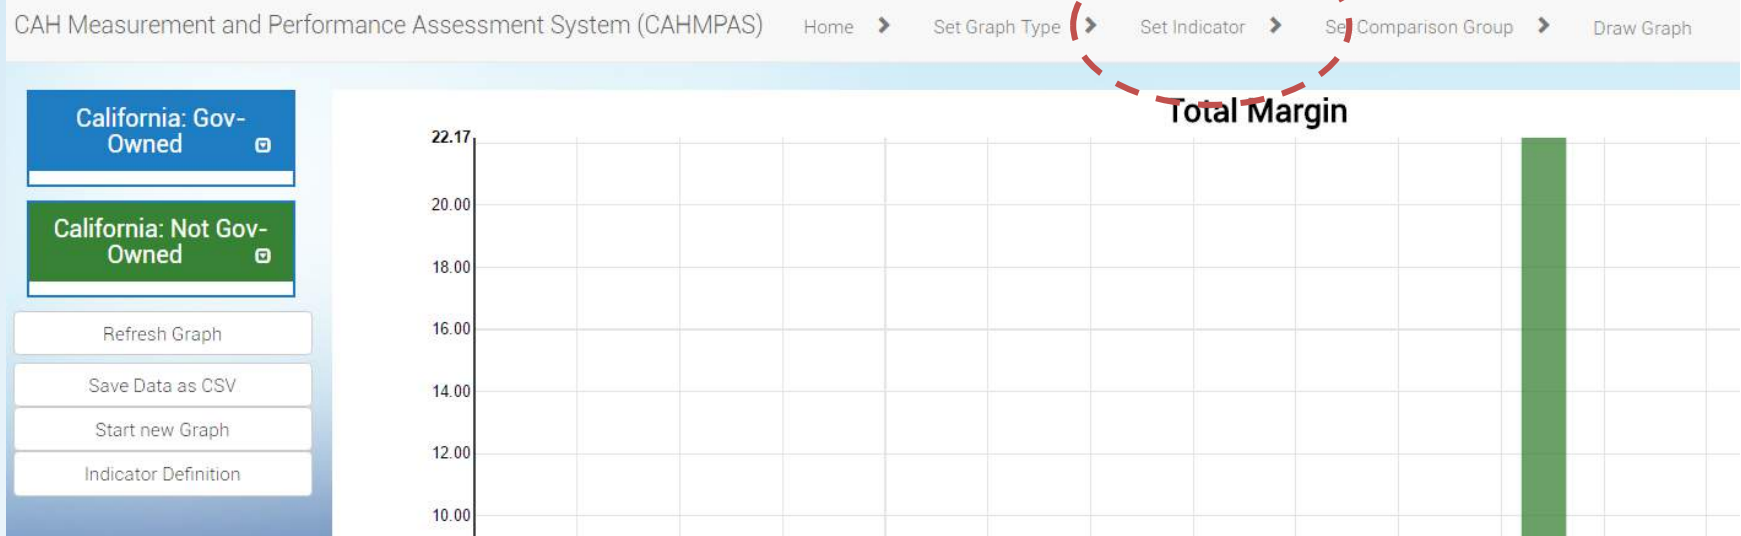 CAH Measurement and Performance Assessment System (CAHMPAS) Home Set Graph Type Set Indicator Set Comparison Group Draw Graph
California: Gov-
Owned
California: Not Gov-
Owned
Refresh Graph
Save Data as CSV
Start new Graph
Indicator Definition
Total Margin
22.17
20.00
18.00
16.00
14.00
12.00
10.00